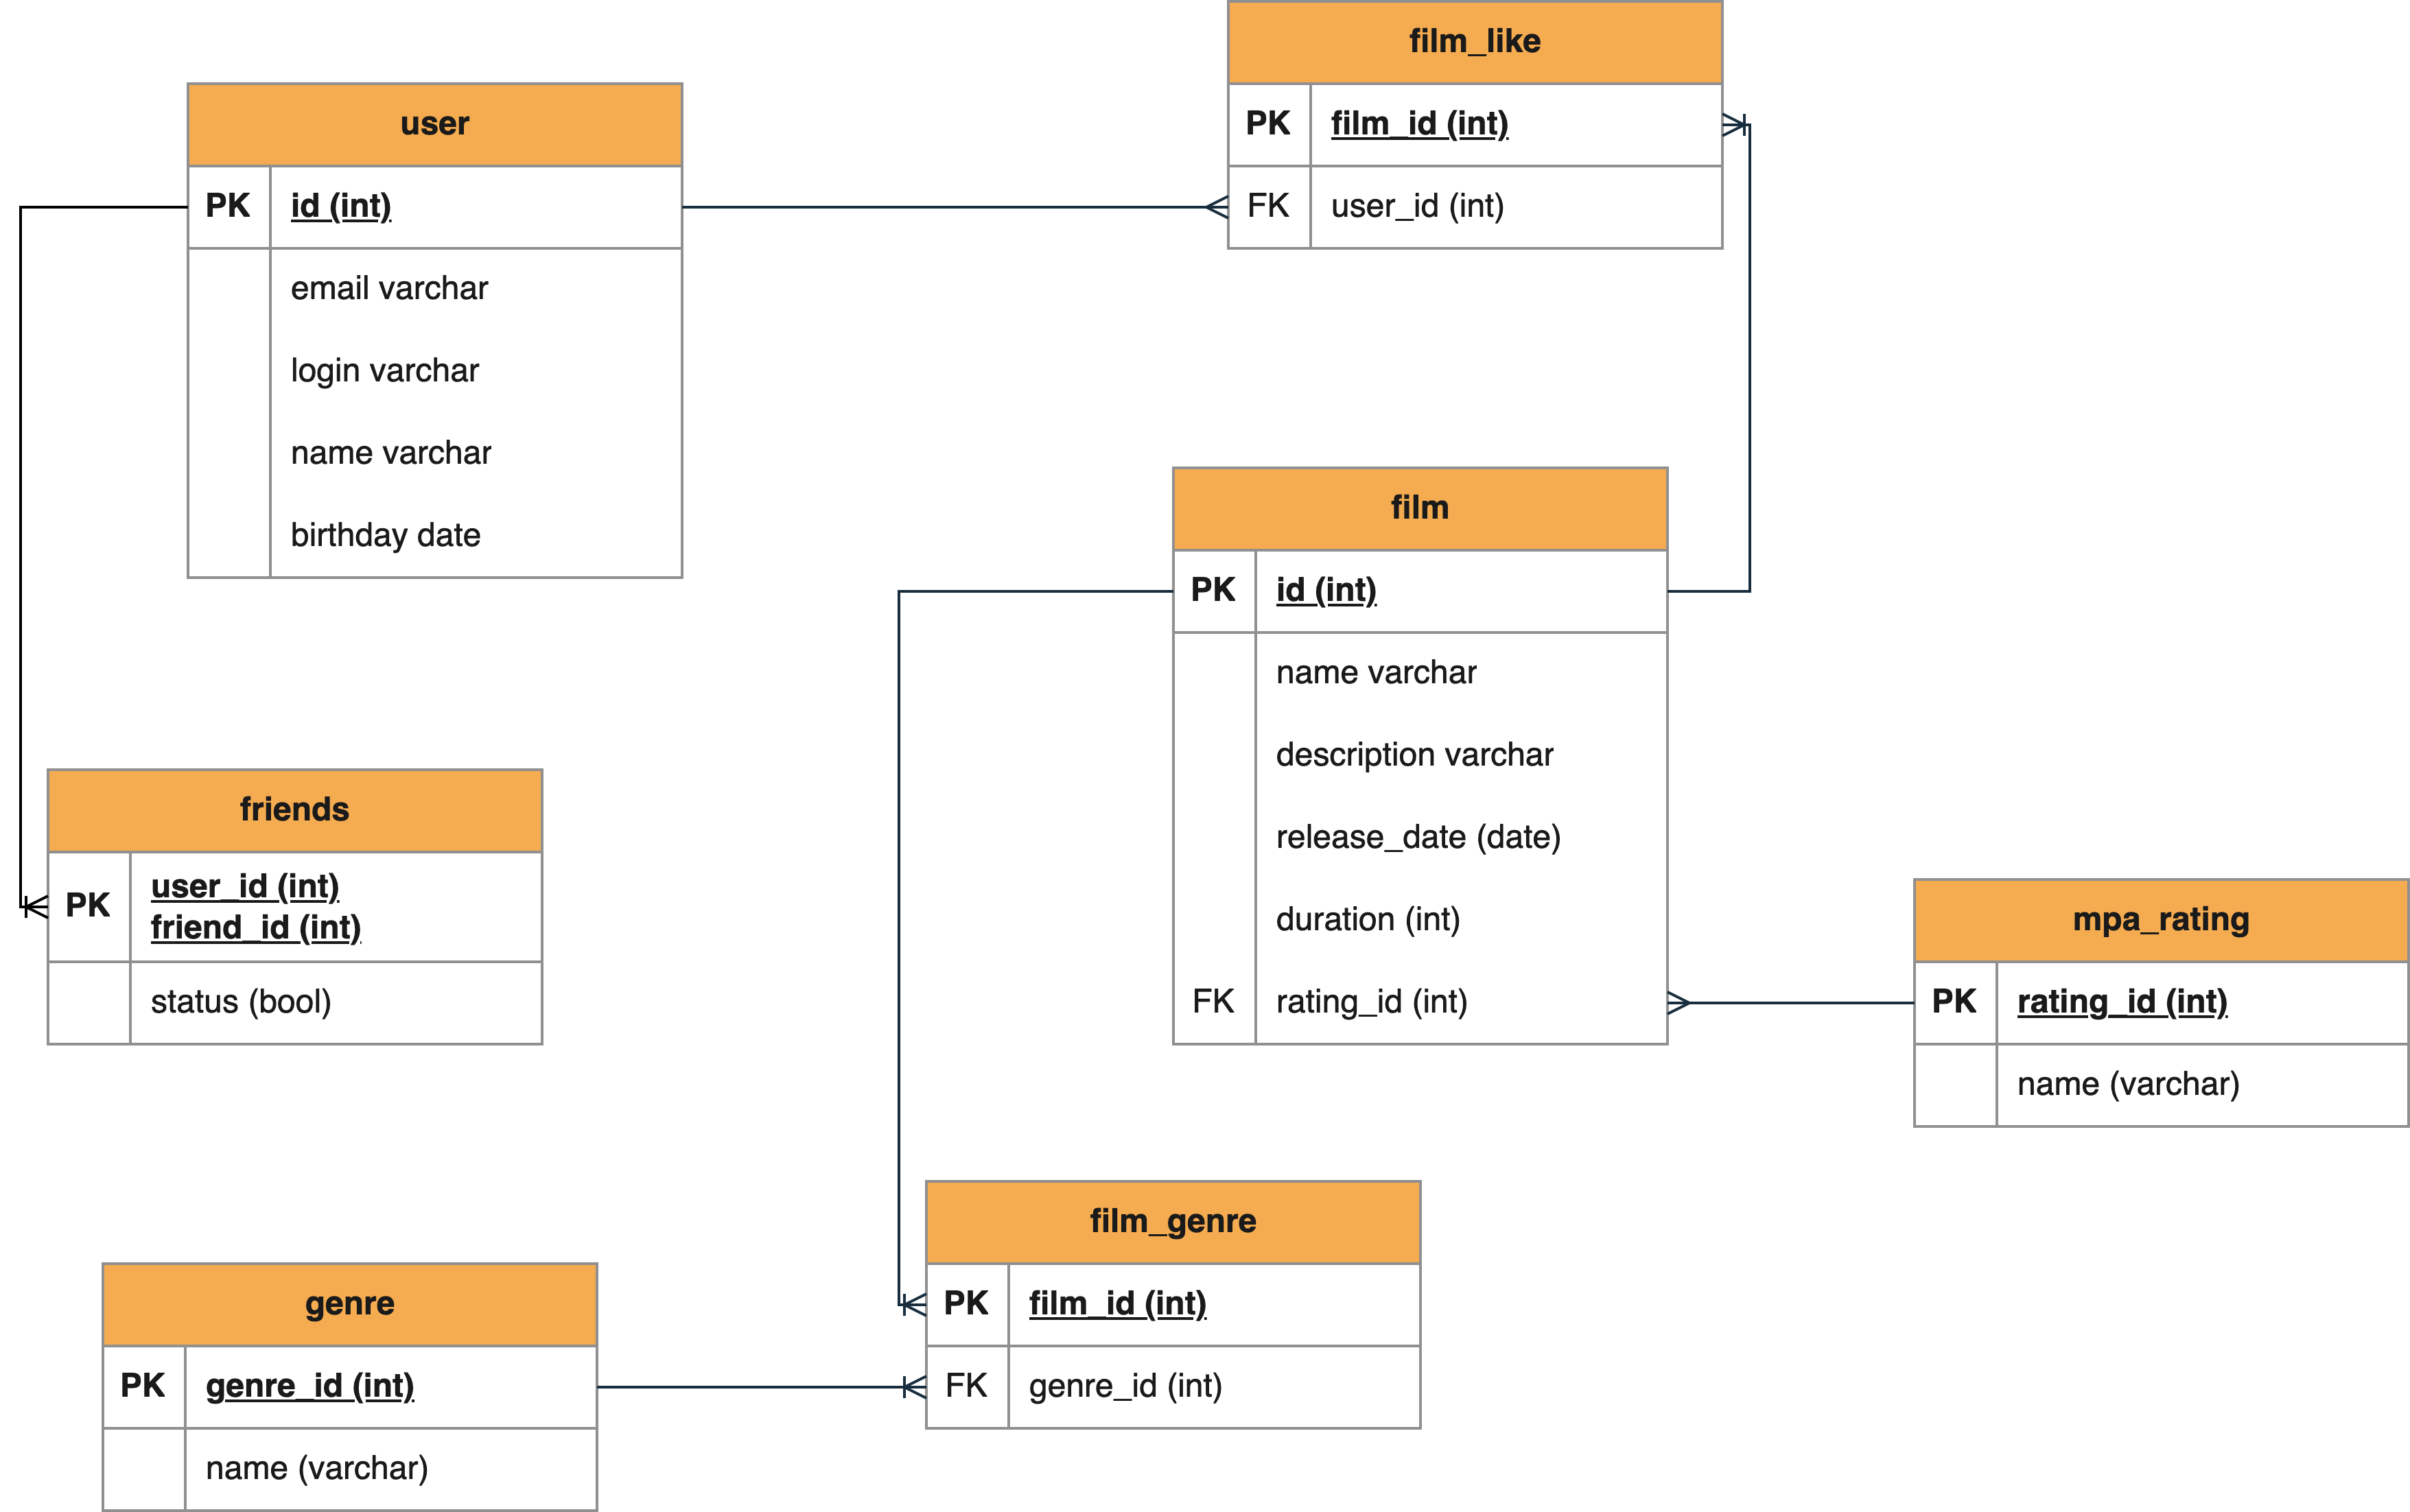 film_like
PK film_id (int)
FK user_id (int)
user
PK id (int)
email varchar
login varchar
name varchar
birthday date
film
PK id (int)
name varchar
description varchar
release_date (date)
duration (int)
FK rating_id (int)
friends
PK user_id (int)
friend_id (int)
status (bool)
mpa_rating
PK rating_id (int)
name (varchar)
film_genre
PK film_id (int)
FK genre_id (int)
genre
PK genre_id (int)
name (varchar)